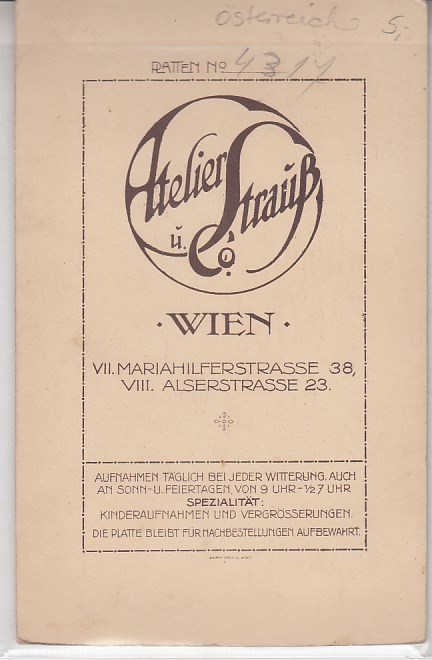 Österreich 5,-
PLATTEN No 4317
Atelier
Strauß
u. Co.
· WIEN ·
VII. MARIAHILFERSTRASSE 38,
VIII. ALSERSTRASSE 23.
AUFNAHMEN TÄGLICH BEI JEDER WITTERUNG, AUCH
AN SONN- U. FEIERTAGEN, VON 9 UHR - ½7 UHR
SPEZIALITÄT:
KINDERAUFNAHMEN UND VERGRÖSSERUNGEN.
DIE PLATTE BLEIBT FÜR NACHBESTELLUNGEN AUFBEWAHRT.